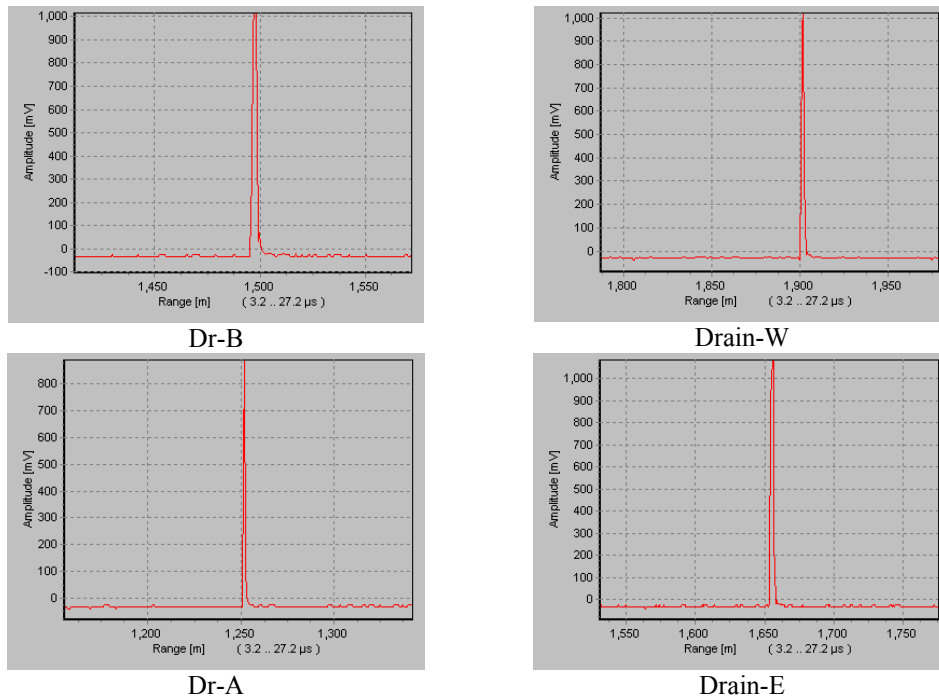 1,000
900
800
700
600
500
400
300
200
100
0
-100
Amplitude [mV]
1,450 1,500 1,550
Range [m] ( 3.2 .. 27.2 µs )
Dr-B
1,000
900
800
700
600
500
400
300
200
100
0
Amplitude [mV]
1,800 1,850 1,900 1,950
Range [m] ( 3.2 .. 27.2 µs )
Drain-W
800
700
600
500
400
300
200
100
0
Amplitude [mV]
1,200 1,250 1,300
Range [m] ( 3.2 .. 27.2 µs )
Dr-A
1,000
900
800
700
600
500
400
300
200
100
0
Amplitude [mV]
1,550 1,600 1,650 1,700 1,750
Range [m] ( 3.2 .. 27.2 µs )
Drain-E